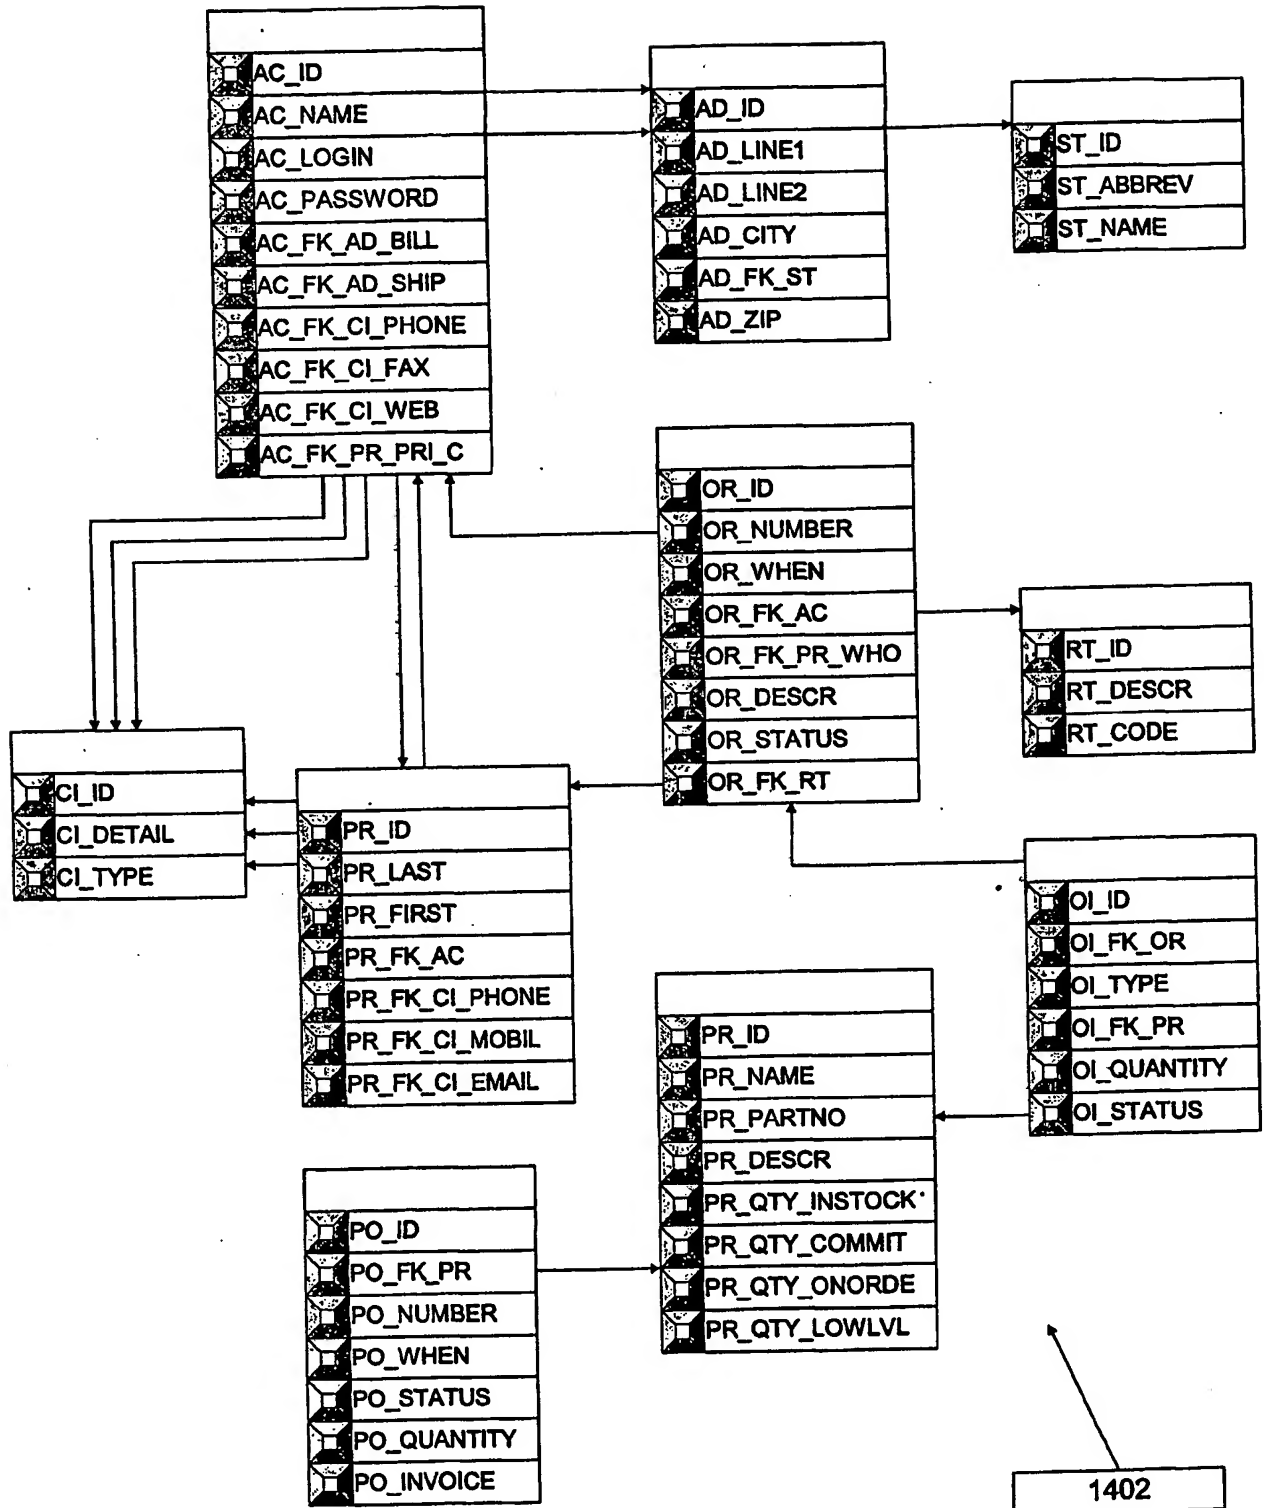 AC_ID
AC_NAME
AC_LOGIN
AC_PASSWORD
AC_FK_AD_BILL
AC_FK_AD_SHIP
AC_FK_CI_PHONE
AC_FK_CI_FAX
AC_FK_CI_WEB
AC_FK_PR_PRI_C
AD_ID
AD_LINE1
AD_LINE2
AD_CITY
AD_FK_ST
AD_ZIP
ST_ID
ST_ABBREV
ST_NAME
OR_ID
OR_NUMBER
OR_WHEN
OR_FK_AC
OR_FK_PR_WHO
OR_DESCR
OR_STATUS
OR_FK_RT
RT_ID
RT_DESCR
RT_CODE
CI_ID
CI_DETAIL
CI_TYPE
PR_ID
PR_LAST
PR_FIRST
PR_FK_AC
PR_FK_CI_PHONE
PR_FK_CI_MOBIL
PR_FK_CI_EMAIL
OI_ID
OI_FK_OR
OI_TYPE
OI_FK_PR
OI_QUANTITY
OI_STATUS
PR_ID
PR_NAME
PR_PARTNO
PR_DESCR
PR_QTY_INSTOCK
PR_QTY_COMMIT
PR_QTY_ONORDE
PR_QTY_LOWLVL
PO_ID
PO_FK_PR
PO_NUMBER
PO_WHEN
PO_STATUS
PO_QUANTITY
PO_INVOICE
1402